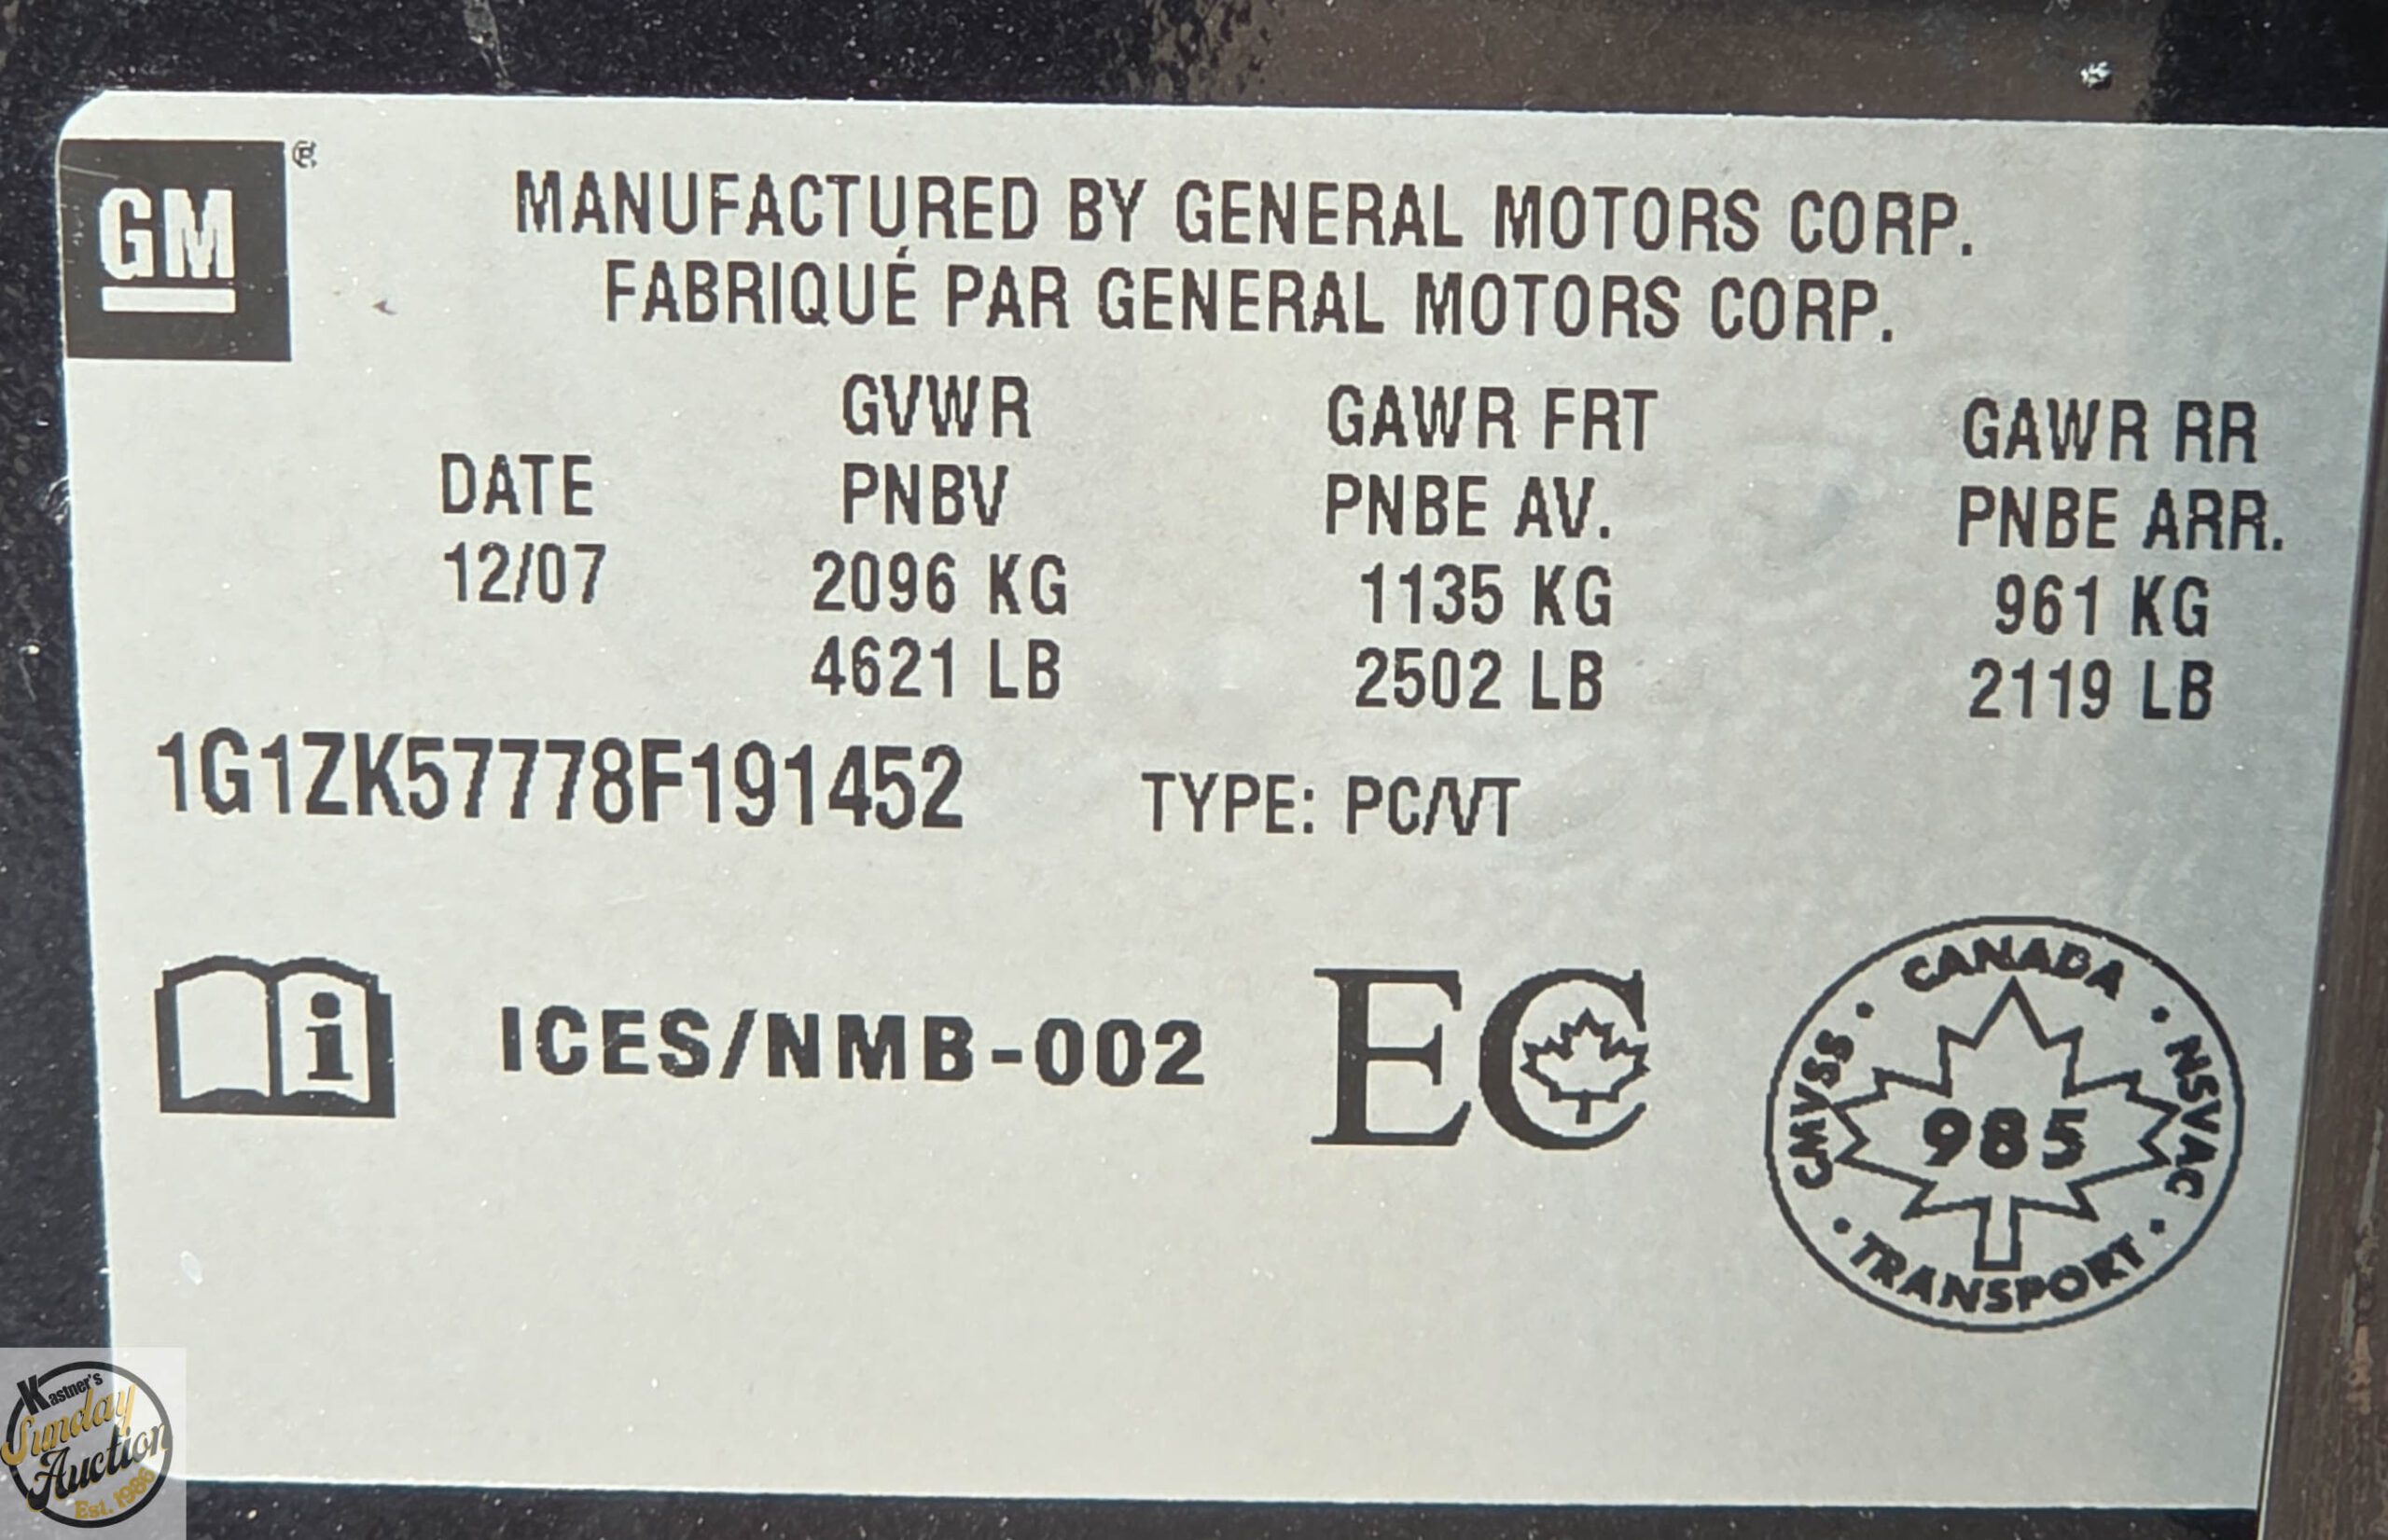 GM®
MANUFACTURED BY GENERAL MOTORS CORP.
FABRIQUÉ PAR GENERAL MOTORS CORP.
DATE
12/07
GVWR
PNBV
2096 KG
4621 LB
GAWR FRT
PNBE AV.
1135 KG
2502 LB
GAWR RR
PNBE ARR.
961 KG
2119 LB
1G1ZK57778F191452 TYPE: PC/VT
i
ICES/NMB-002
EC
CANADA · NSVAC · TRANSPORT · CMVSS ·
985
Kastner's
Sunday
Auction
Est. 1986